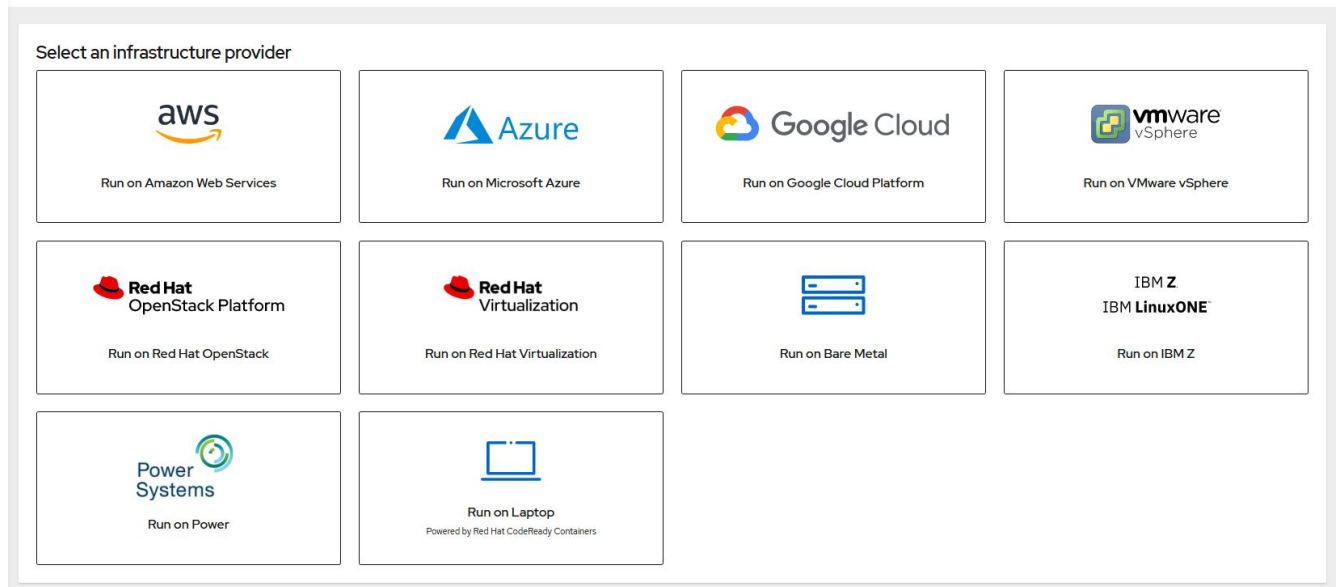 Select an infrastructure provider
aws
Run on Amazon Web Services
Azure
Run on Microsoft Azure
Google Cloud
Run on Google Cloud Platform
vmware
vSphere
Run on VMware vSphere
Red Hat
OpenStack Platform
Run on Red Hat OpenStack
Red Hat
Virtualization
Run on Red Hat Virtualization
Run on Bare Metal
IBM Z
IBM LinuxONE™
Run on IBM Z
Power
Systems
Run on Power
Run on Laptop
Powered by Red Hat CodeReady Containers